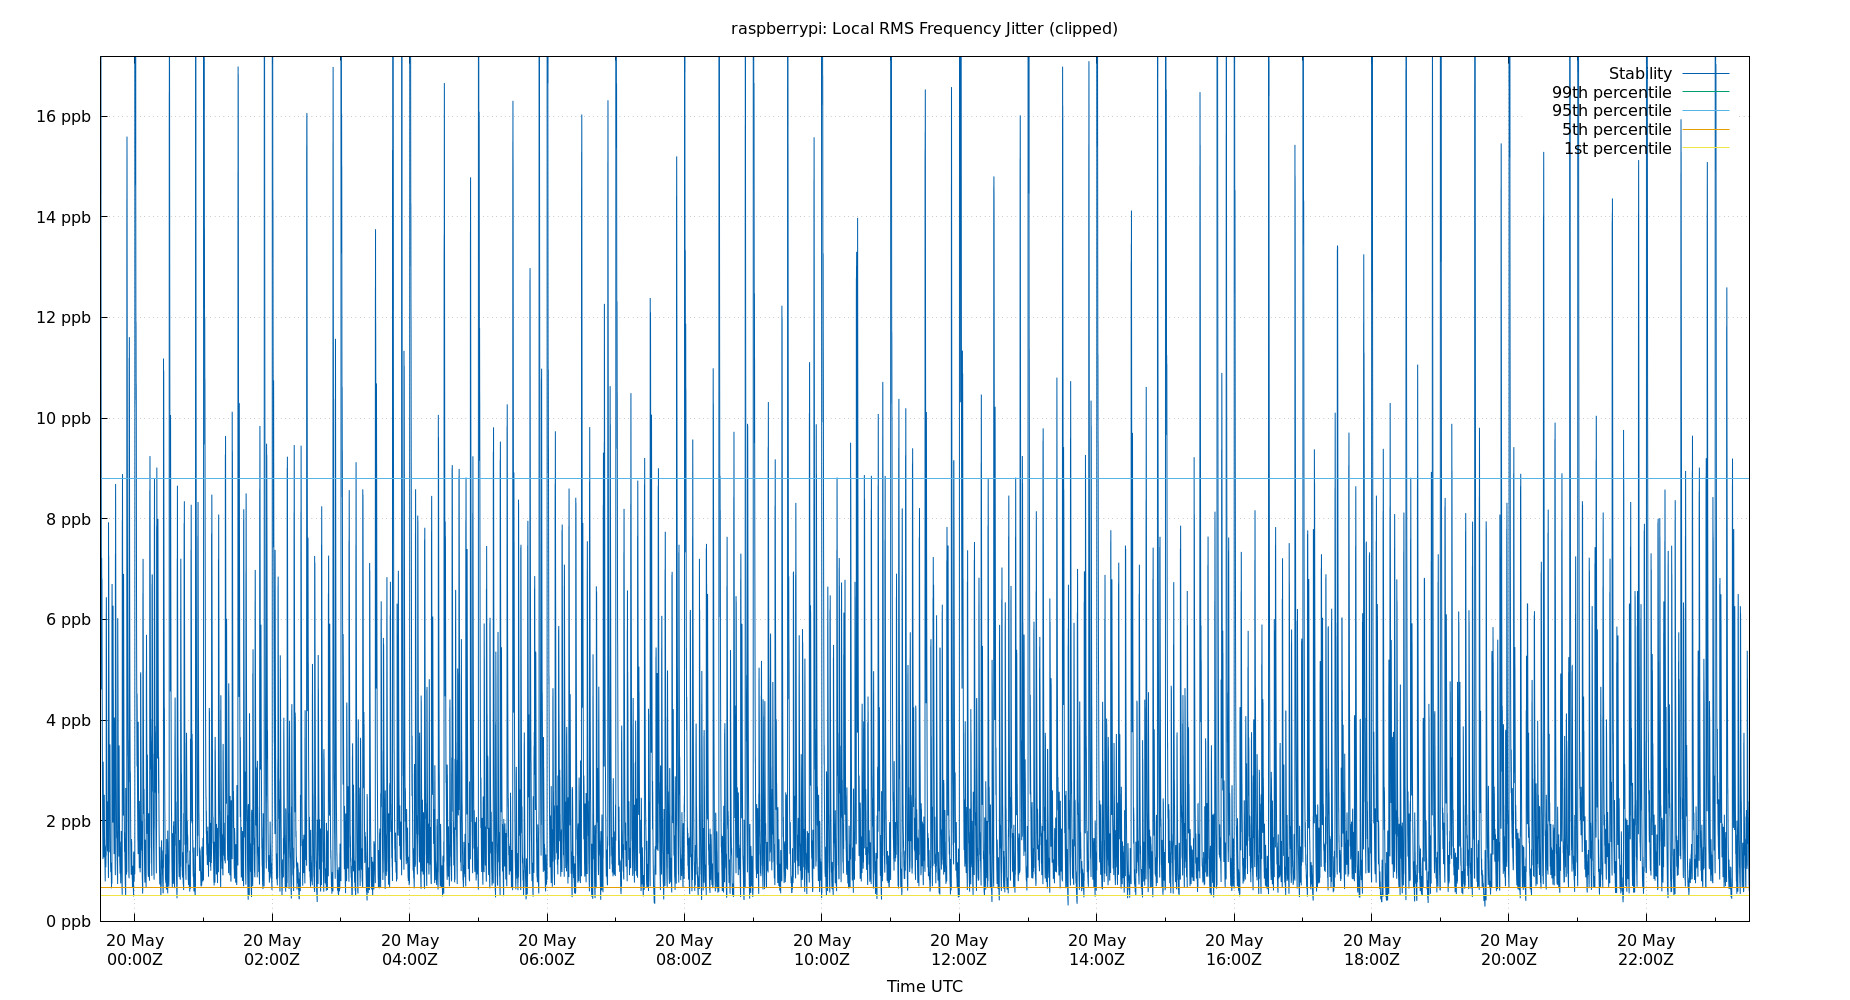 raspberrypi: Local RMS Frequency Jitter (clipped)
Stability
99th percentile
95th percentile
5th percentile
1st percentile
16 ppb
14 ppb
12 ppb
10 ppb
8 ppb
6 ppb
4 ppb
2 ppb
0 ppb
20 May 20 May 20 May 20 May 20 May 20 May 20 May 20 May 20 May 20 May 20 May 20 May
00:00Z 02:00Z 04:00Z 06:00Z 08:00Z 10:00Z 12:00Z 14:00Z 16:00Z 18:00Z 20:00Z 22:00Z
Time UTC